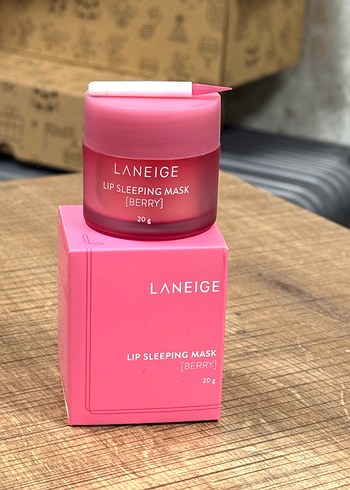 LANEIGE
LIP SLEEPING MASK
[BERRY]
20 g
LANEIGE
LIP SLEEPING MASK
[BERRY]
20 g